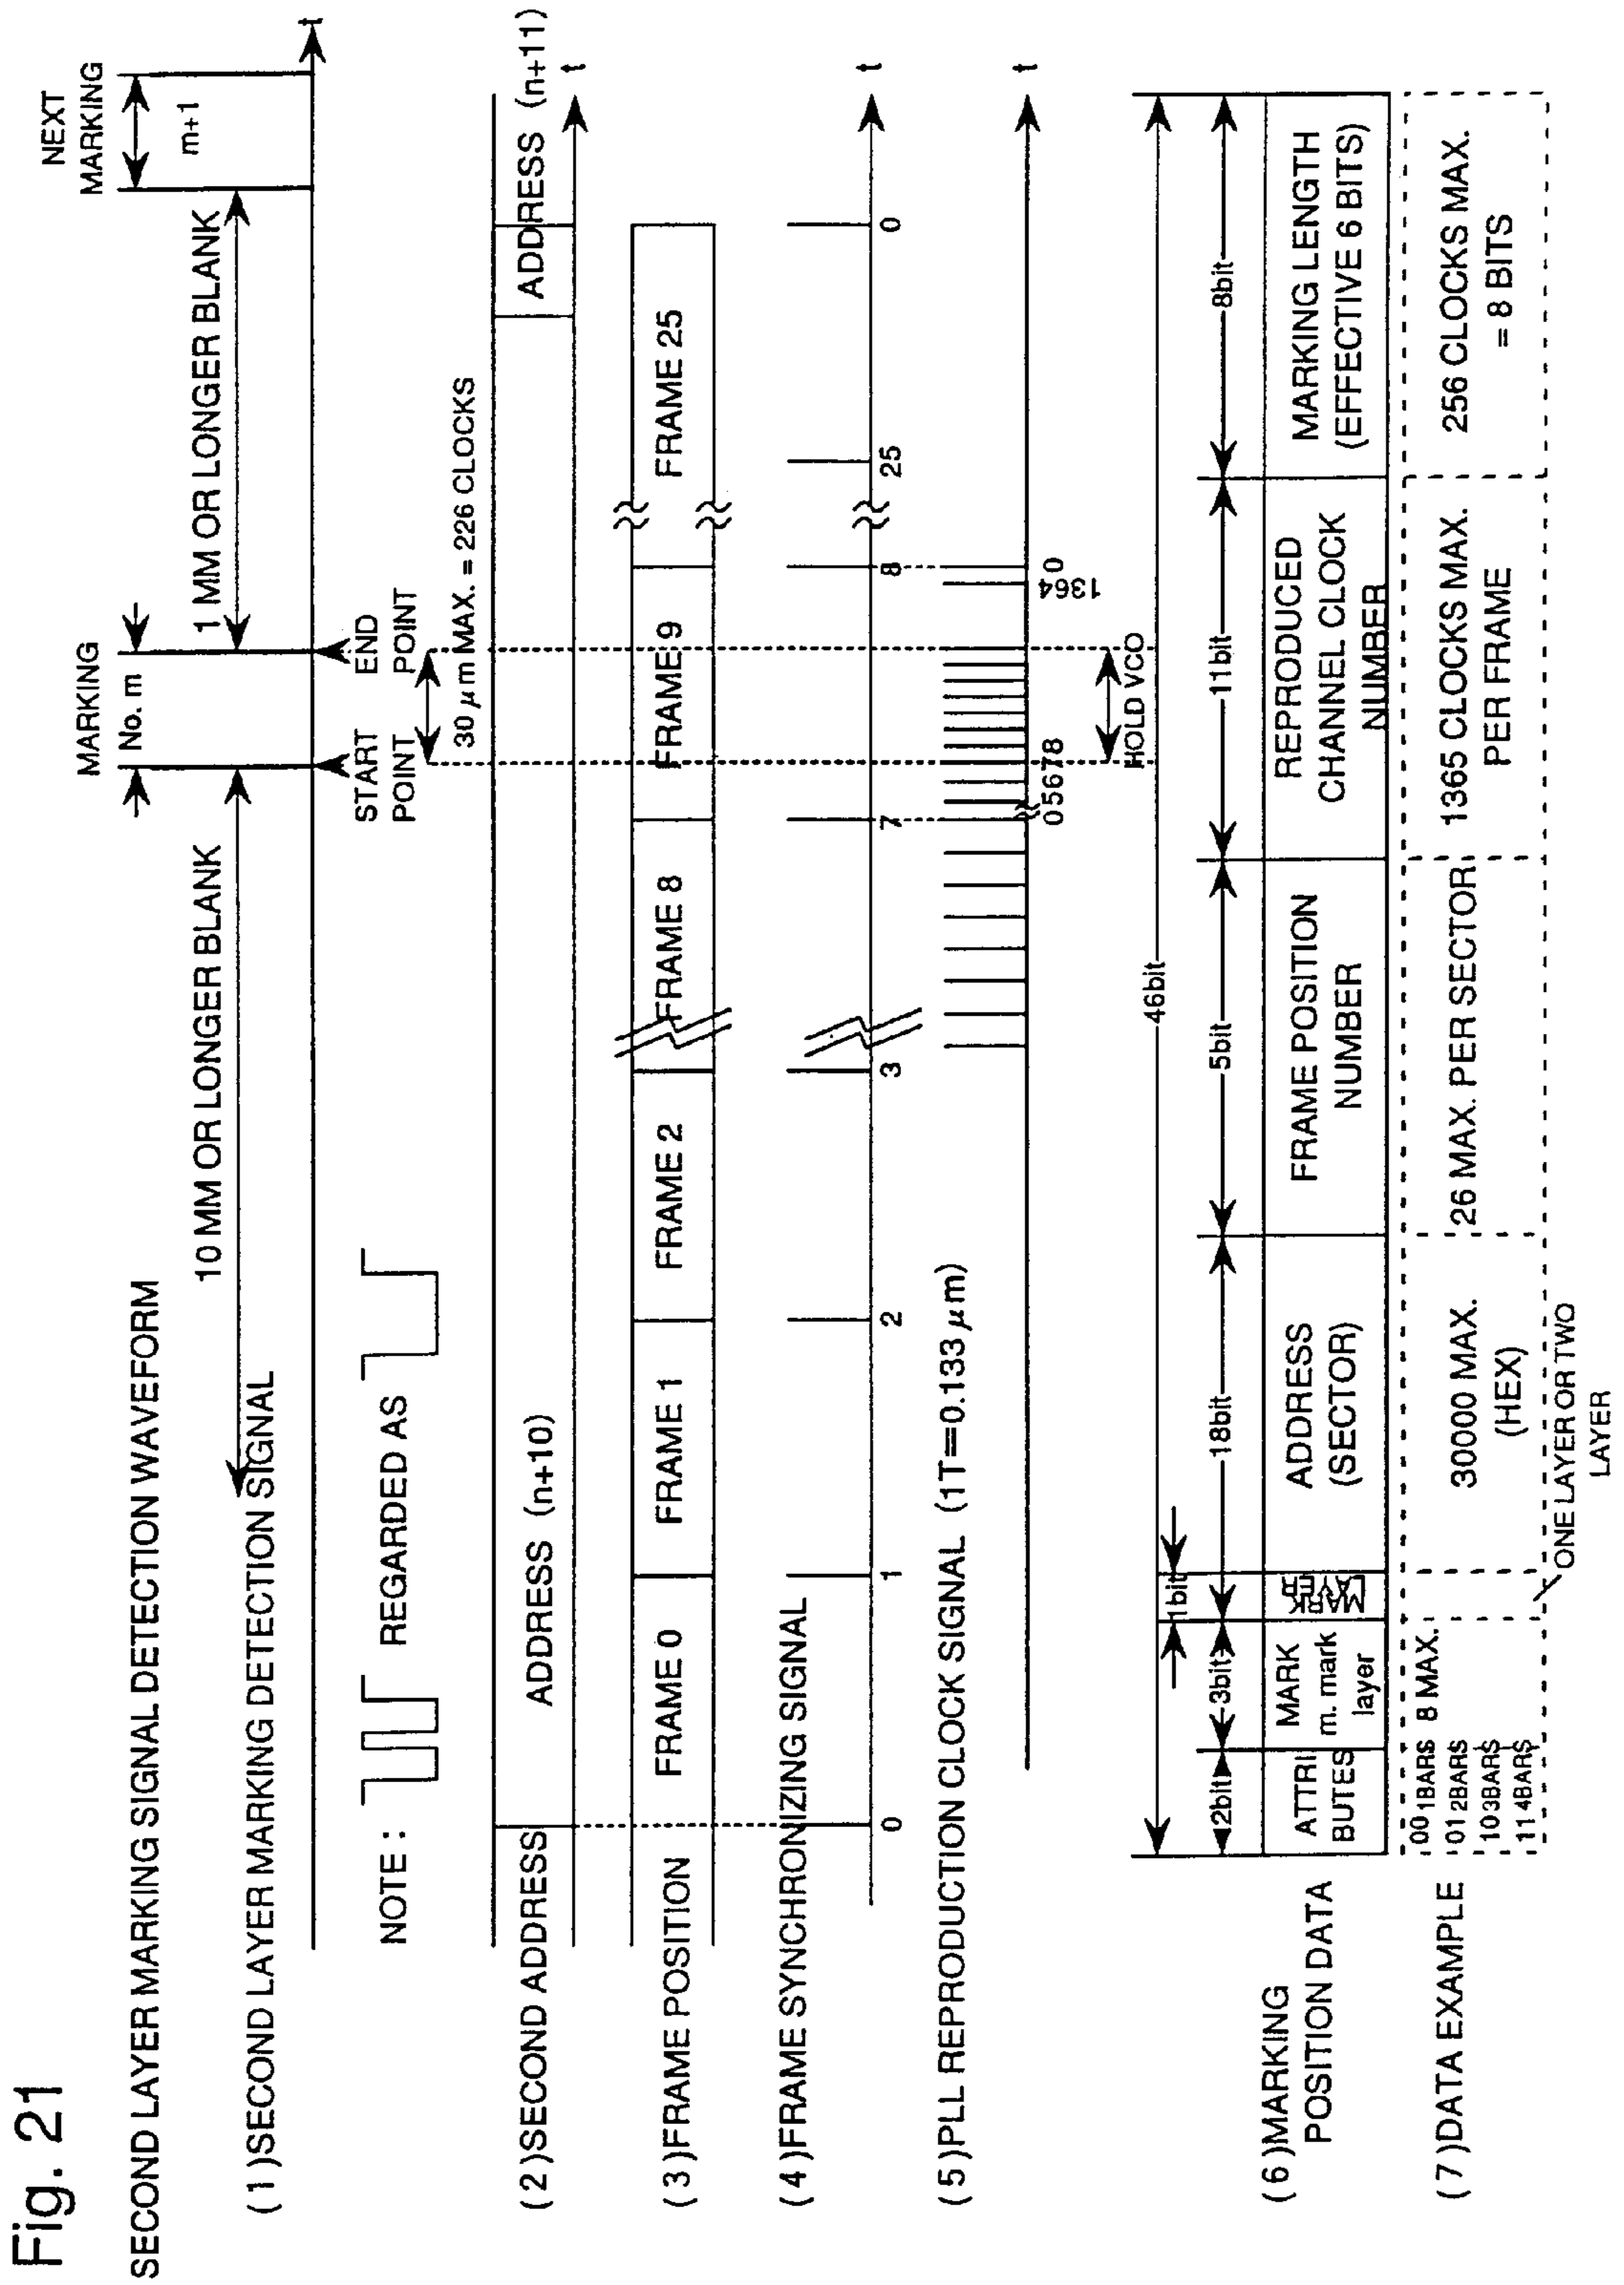 Fig. 21
SECOND LAYER MARKING SIGNAL DETECTION WAVEFORM
(1)SECOND LAYER MARKING DETECTION SIGNAL
10 MM OR LONGER BLANK
MARKING
No. m
1 MM OR LONGER BLANK
NEXT
MARKING
m+1
t
START
POINT
END
POINT
NOTE :
REGARDED AS
30 μm MAX. = 226 CLOCKS
(2)SECOND ADDRESS
ADDRESS (n+10)
ADDRESS (n+11)
t
(3)FRAME POSITION
FRAME 0
FRAME 1
FRAME 2
FRAME 8
FRAME 9
FRAME 25
(4)FRAME SYNCHRONIZING SIGNAL
0
1
2
3
7
8
25
0
t
(5)PLL REPRODUCTION CLOCK SIGNAL (1T=0.133 μm)
05678
1364
0
t
HOLD VCO
46bit
2bit
3bit
1bit
18bit
5bit
11bit
8bit
(6)MARKING
POSITION DATA
ATTRI
BUTES
MARK
m. mark
layer
MARK
LAYER
ADDRESS
(SECTOR)
FRAME POSITION
NUMBER
REPRODUCED
CHANNEL CLOCK
NUMBER
MARKING LENGTH
(EFFECTIVE 6 BITS)
(7)DATA EXAMPLE
00 1BARS
01 2BARS
10 3BARS
11 4BARS
8 MAX.
ONE LAYER OR TWO
LAYER
30000 MAX.
(HEX)
26 MAX. PER SECTOR
1365 CLOCKS MAX.
PER FRAME
256 CLOCKS MAX.
= 8 BITS